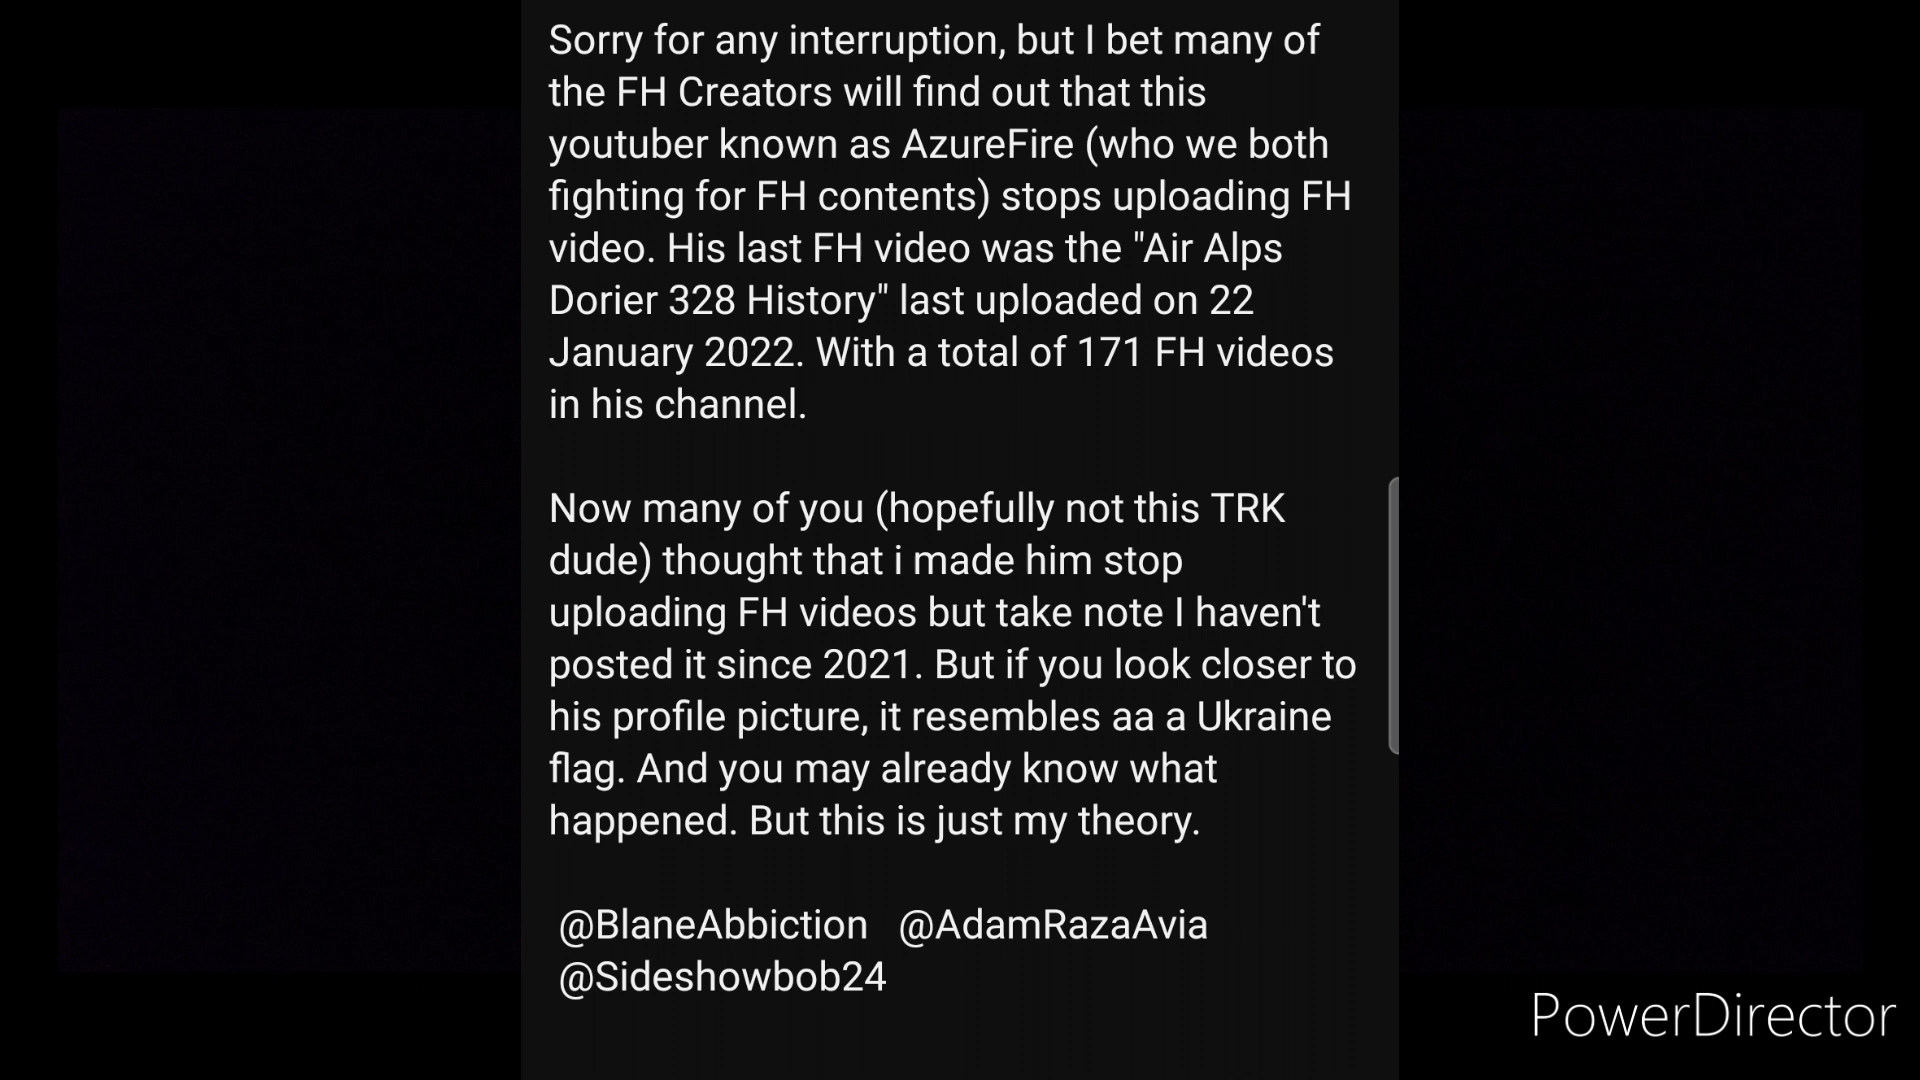 Sorry for any interruption, but I bet many of
the FH Creators will find out that this
youtuber known as AzureFire (who we both
fighting for FH contents) stops uploading FH
video. His last FH video was the "Air Alps
Dorier 328 History" last uploaded on 22
January 2022. With a total of 171 FH videos
in his channel.
Now many of you (hopefully not this TRK
dude) thought that i made him stop
uploading FH videos but take note I haven't
posted it since 2021. But if you look closer to
his profile picture, it resembles aa a Ukraine
flag. And you may already know what
happened. But this is just my theory.
@BlaneAbbiction @AdamRazaAvia
@Sideshowbob24
PowerDirector